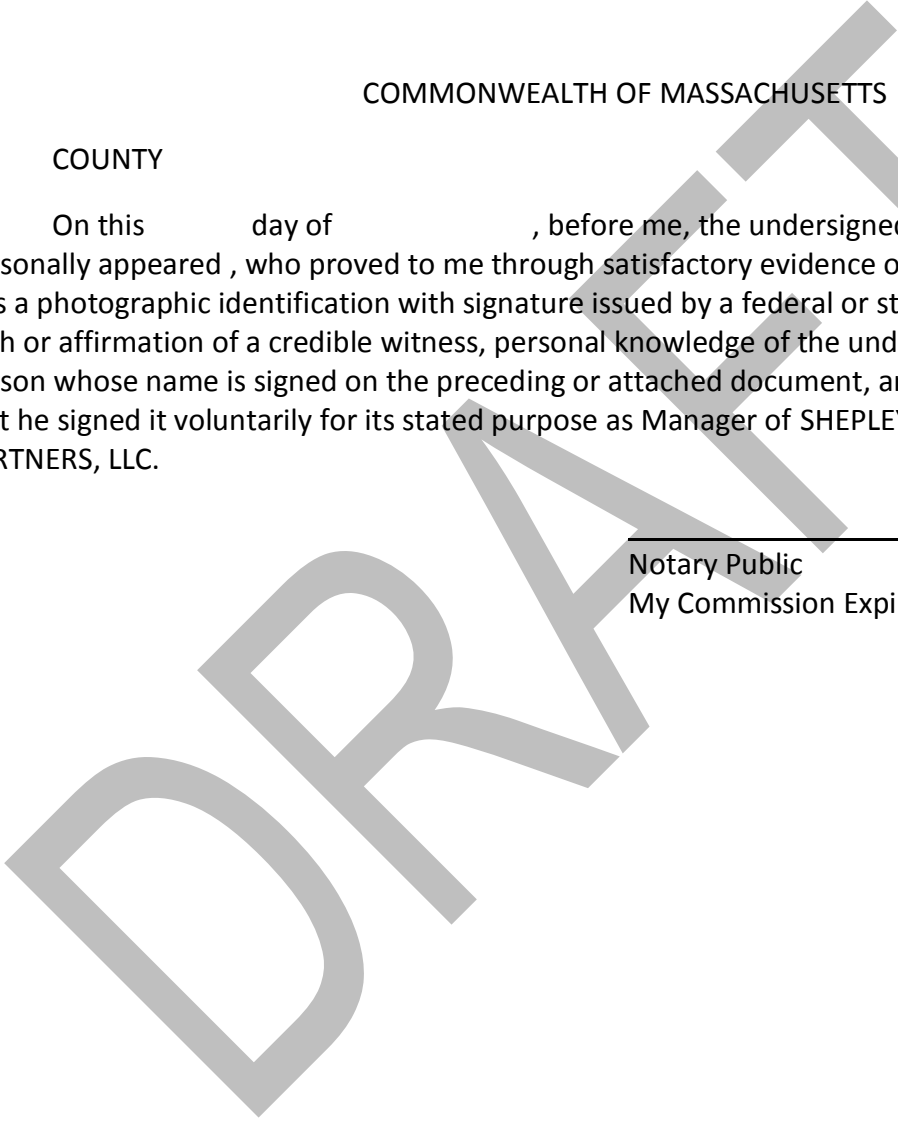 COMMONWEALTH OF MASSACHUSETTS
COUNTY
On this day of , before me, the undersigned
sonally appeared , who proved to me through satisfactory evidence o
s a photographic identification with signature issued by a federal or st
h or affirmation of a credible witness, personal knowledge of the und
son whose name is signed on the preceding or attached document, a
t he signed it voluntarily for its stated purpose as Manager of SHEPLEY
RTNERS, LLC.
Notary Public
My Commission Expi
DRAFT